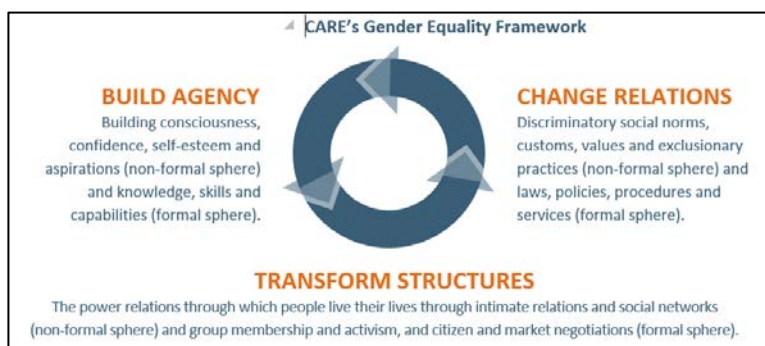 CARE's Gender Equality Framework
BUILD AGENCY
Building consciousness,
confidence, self-esteem and
aspirations (non-formal sphere)
and knowledge, skills and
capabilities (formal sphere).
CHANGE RELATIONS
Discriminatory social norms,
customs, values and exclusionary
practices (non-formal sphere) and
laws, policies, procedures and
services (formal sphere).
TRANSFORM STRUCTURES
The power relations through which people live their lives through intimate relations and social networks
(non-formal sphere) and group membership and activism, and citizen and market negotiations (formal sphere).